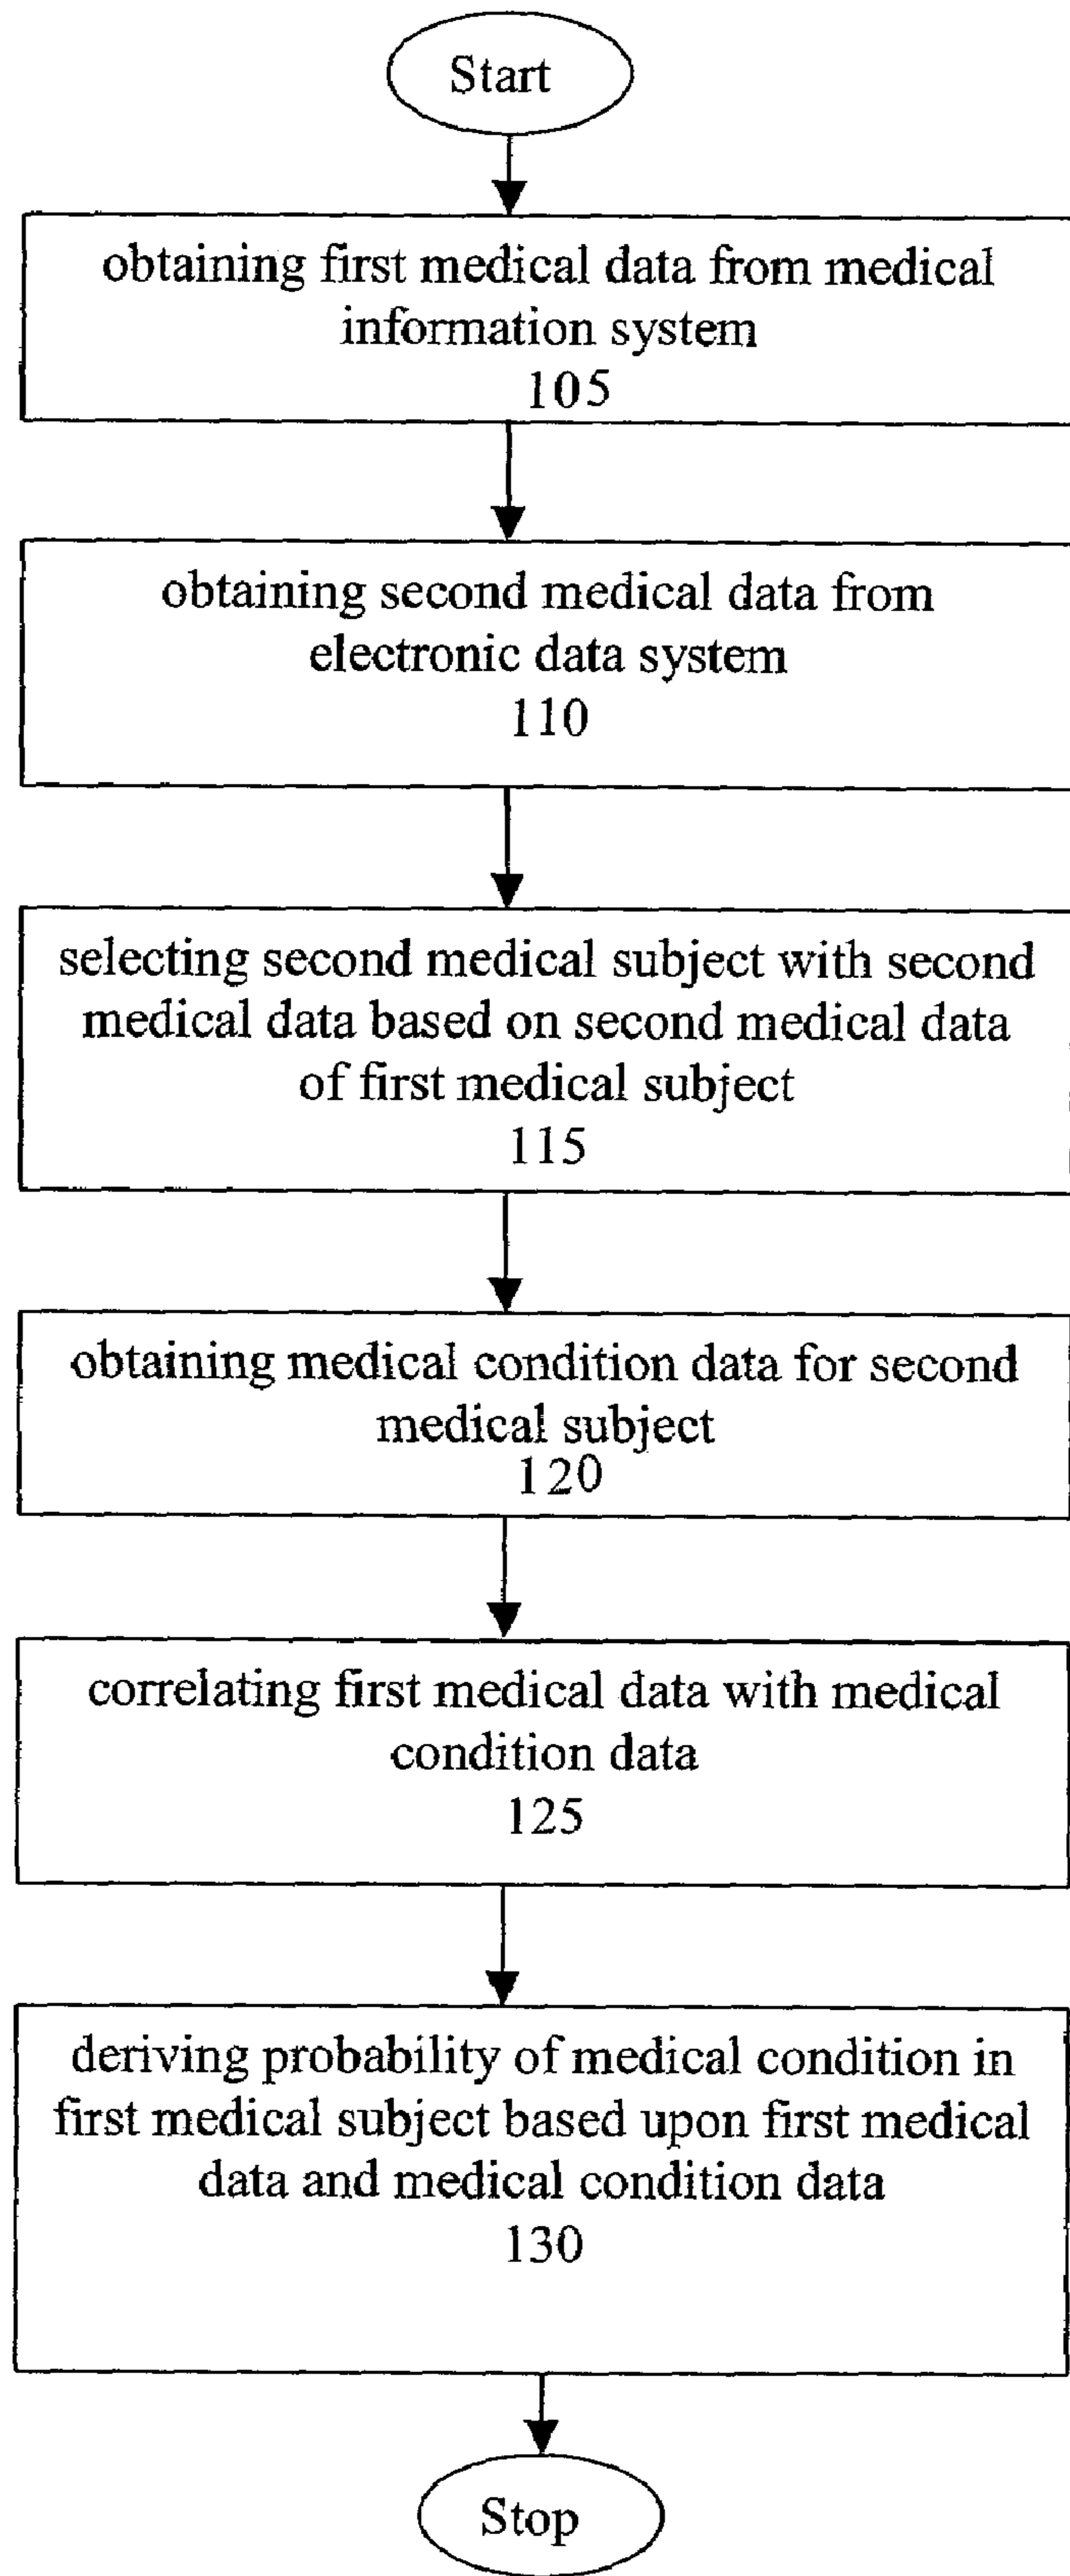 Start
obtaining first medical data from medical
information system
105
obtaining second medical data from
electronic data system
110
selecting second medical subject with second
medical data based on second medical data
of first medical subject
115
obtaining medical condition data for second
medical subject
120
correlating first medical data with medical
condition data
125
deriving probability of medical condition in
first medical subject based upon first medical
data and medical condition data
130
Stop